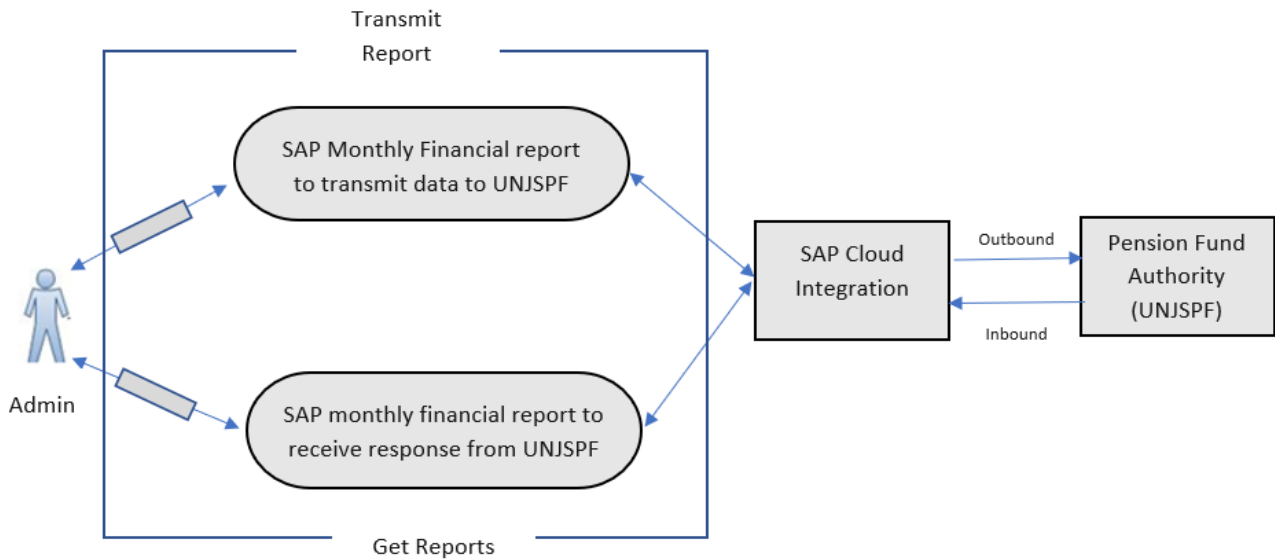 Transmit
Report
SAP Monthly Financial report
to transmit data to UNJSPF
Admin
SAP monthly financial report to
receive response from UNJSPF
Get Reports
SAP Cloud
Integration
Outbound
Inbound
Pension Fund
Authority
(UNJSPF)